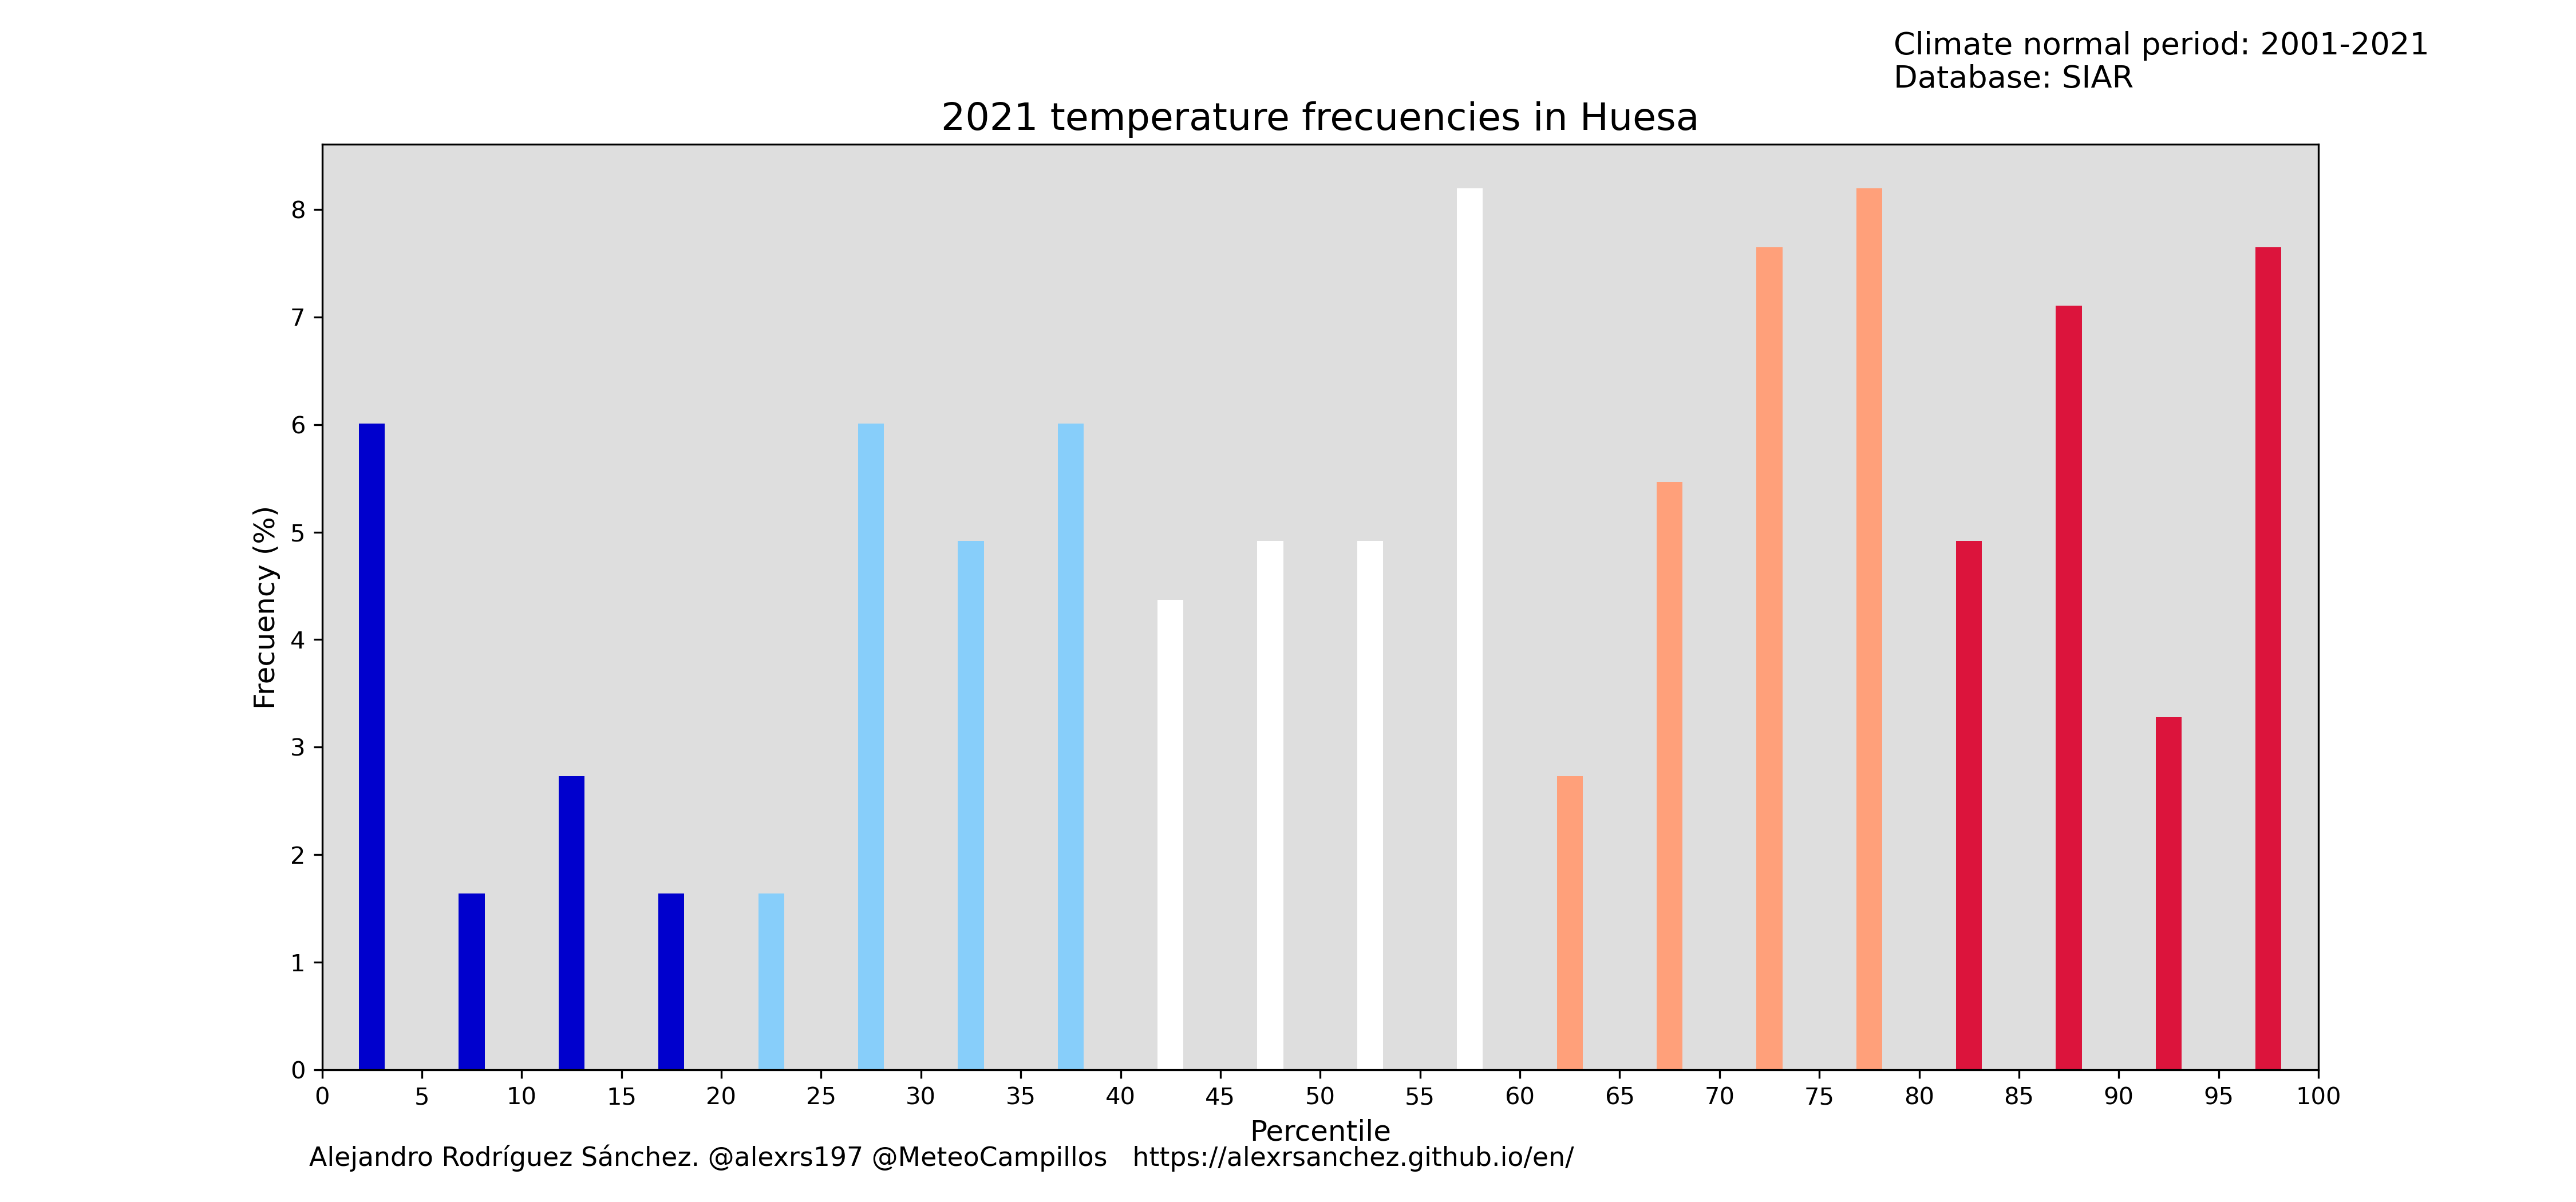 Climate normal period: 2001-2021
Database: SIAR
2021 temperature frecuencies in Huesa
Frecuency (%)
8
7
6
5
4
3
2
1
0
0 5 10 15 20 25 30 35 40 45 50 55 60 65 70 75 80 85 90 95 100
Percentile
Alejandro Rodríguez Sánchez. @alexrs197 @MeteoCampillos https://alexrsanchez.github.io/en/